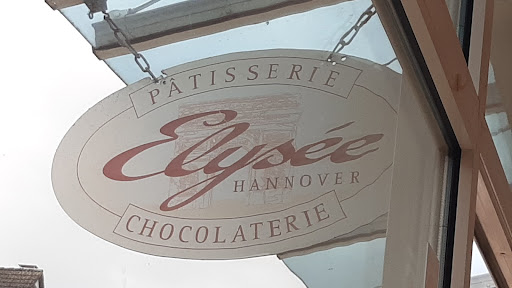 PÂTISSERIE
Elysée
HANNOVER
CHOCOLATERIE